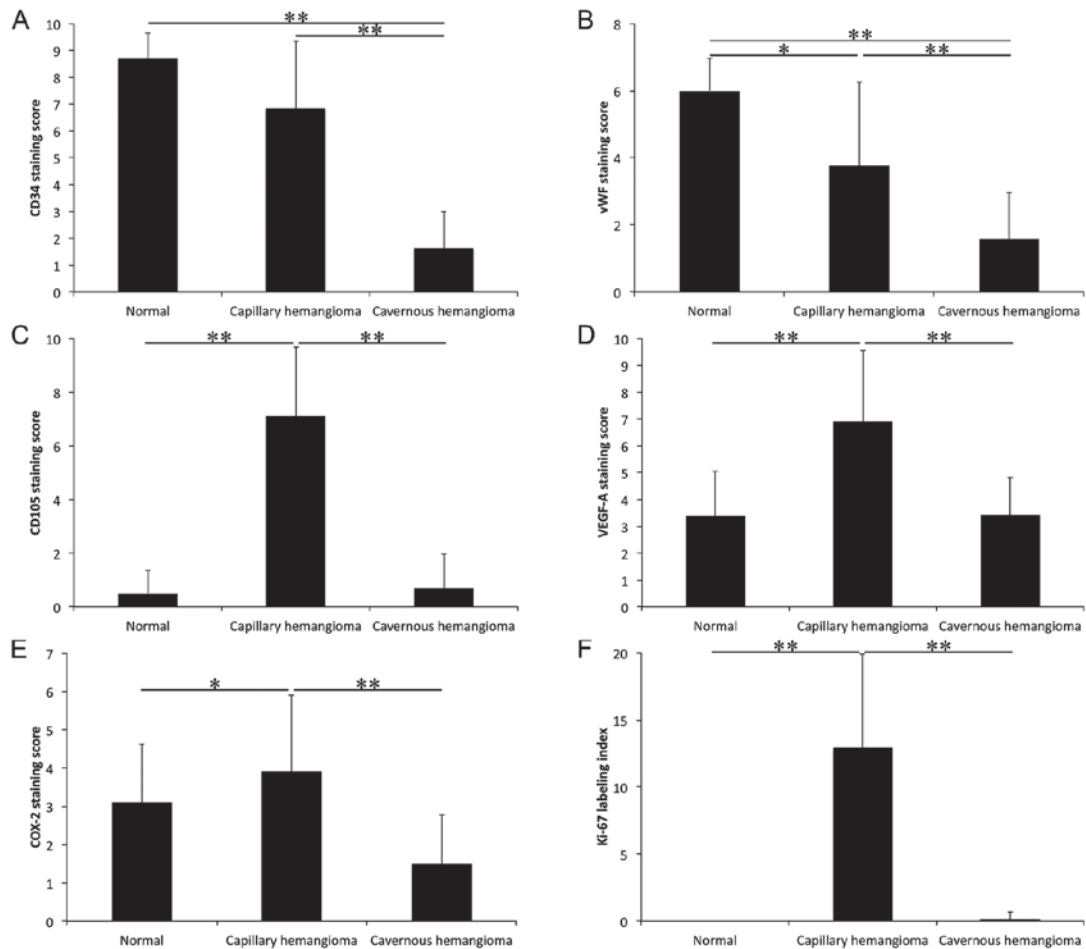 A
CD34 staining score
10
9
8
7
6
5
4
3
2
1
0
**
**
Normal
Capillary hemangioma
Cavernous hemangioma
B
vWF staining score
8
6
4
2
0
**
*
**
Normal
Capillary hemangioma
Cavernous hemangioma
C
CD105 staining score
10
8
6
4
2
0
**
**
Normal
Capillary hemangioma
Cavernous hemangioma
D
VEGF-A staining score
10
9
8
7
6
5
4
3
2
1
0
**
**
Normal
Capillary hemangioma
Cavernous hemangioma
E
COX-2 staining score
7
6
5
4
3
2
1
0
*
**
Normal
Capillary hemangioma
Cavernous hemangioma
F
Ki-67 labeling index
20
15
10
5
0
**
**
Normal
Capillary hemangioma
Cavernous hemangioma